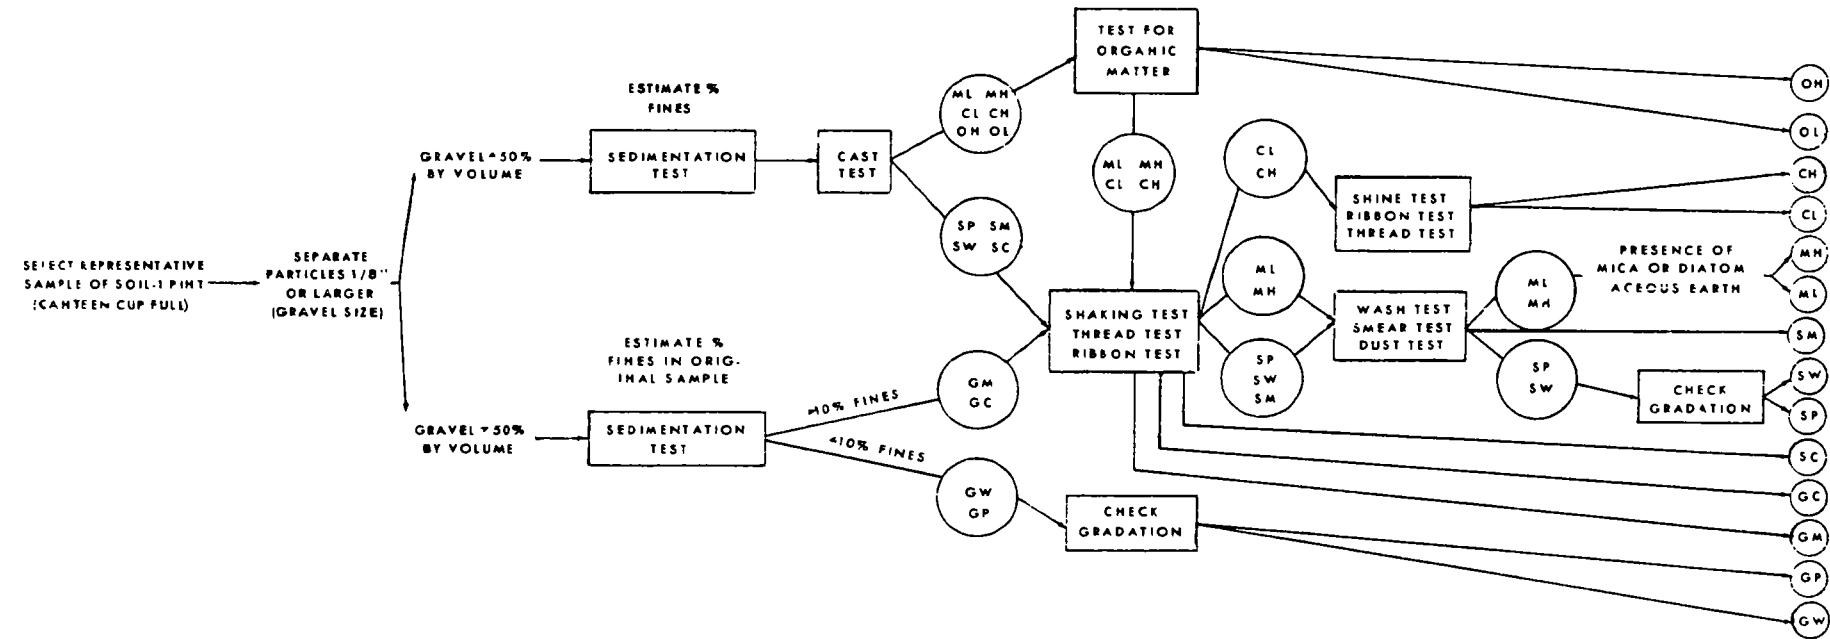 SELECT REPRESENTATIVE
SAMPLE OF SOIL-1 PINT
(CANTEEN CUP FULL)
SEPARATE
PARTICLES 1/8"
OR LARGER
(GRAVEL SIZE)
GRAVEL 50%
BY VOLUME
ESTIMATE %
FINES
SEDIMENTATION
TEST
CAST
TEST
ML MH
CL CH
OH OL
SP SM
SW SC
TEST FOR
ORGANIC
MATTER
ML MH
CL CH
GRAVEL 50%
BY VOLUME
ESTIMATE %
FINES IN ORIG-
INAL SAMPLE
SEDIMENTATION
TEST
10% FINES
<10% FINES
GM
GC
GW
GP
CHECK
GRADATION
SHAKING TEST
THREAD TEST
RIBBON TEST
CL
CH
SHINE TEST
RIBBON TEST
THREAD TEST
ML
MH
SP
SW
SM
WASH TEST
SMEAR TEST
DUST TEST
ML
MH
PRESENCE OF
MICA OR DIATOM
ACEOUS EARTH
SP
SW
CHECK
GRADATION
OH
OL
CH
CL
MH
ML
SM
SW
SP
SC
GC
GM
GP
GW